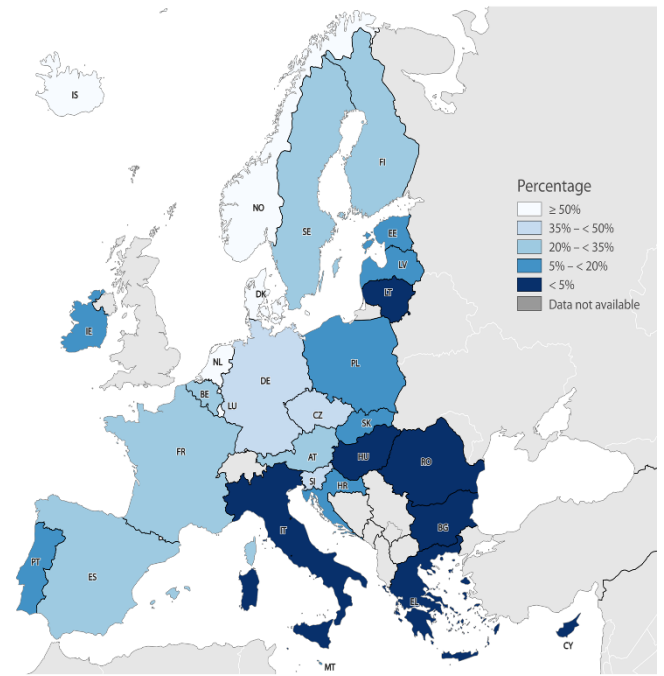 IS
FI
NO
SE
Percentage
≥ 50%
35% – < 50%
20% – < 35%
5% – < 20%
< 5%
Data not available
EE
LV
LT
DK
IE
NL
PL
DE
BE
LU
CZ
SK
FR
AT
HU
RO
SI
HR
IT
BG
PT
ES
EL
CY
MT